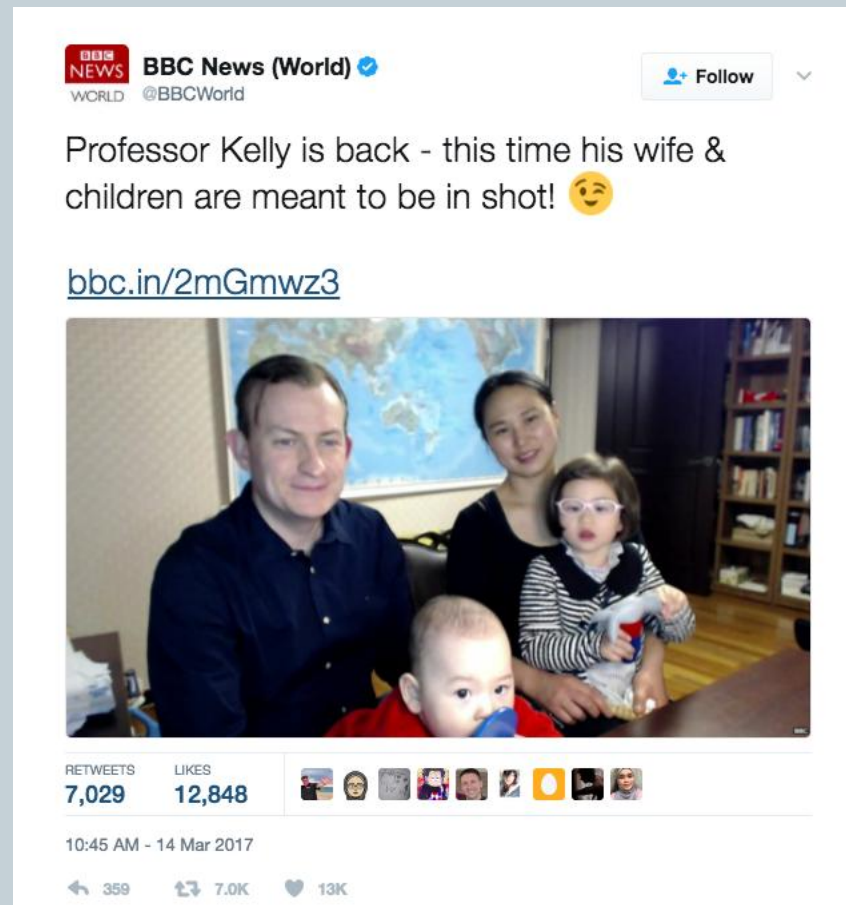 BBC
NEWS
WORLD
BBC News (World)
@BBCWorld
Follow
Professor Kelly is back - this time his wife &
children are meant to be in shot! 😉
bbc.in/2mGmwz3
BBC
RETWEETS
7,029
LIKES
12,848
10:45 AM - 14 Mar 2017
359
7.0K
13K